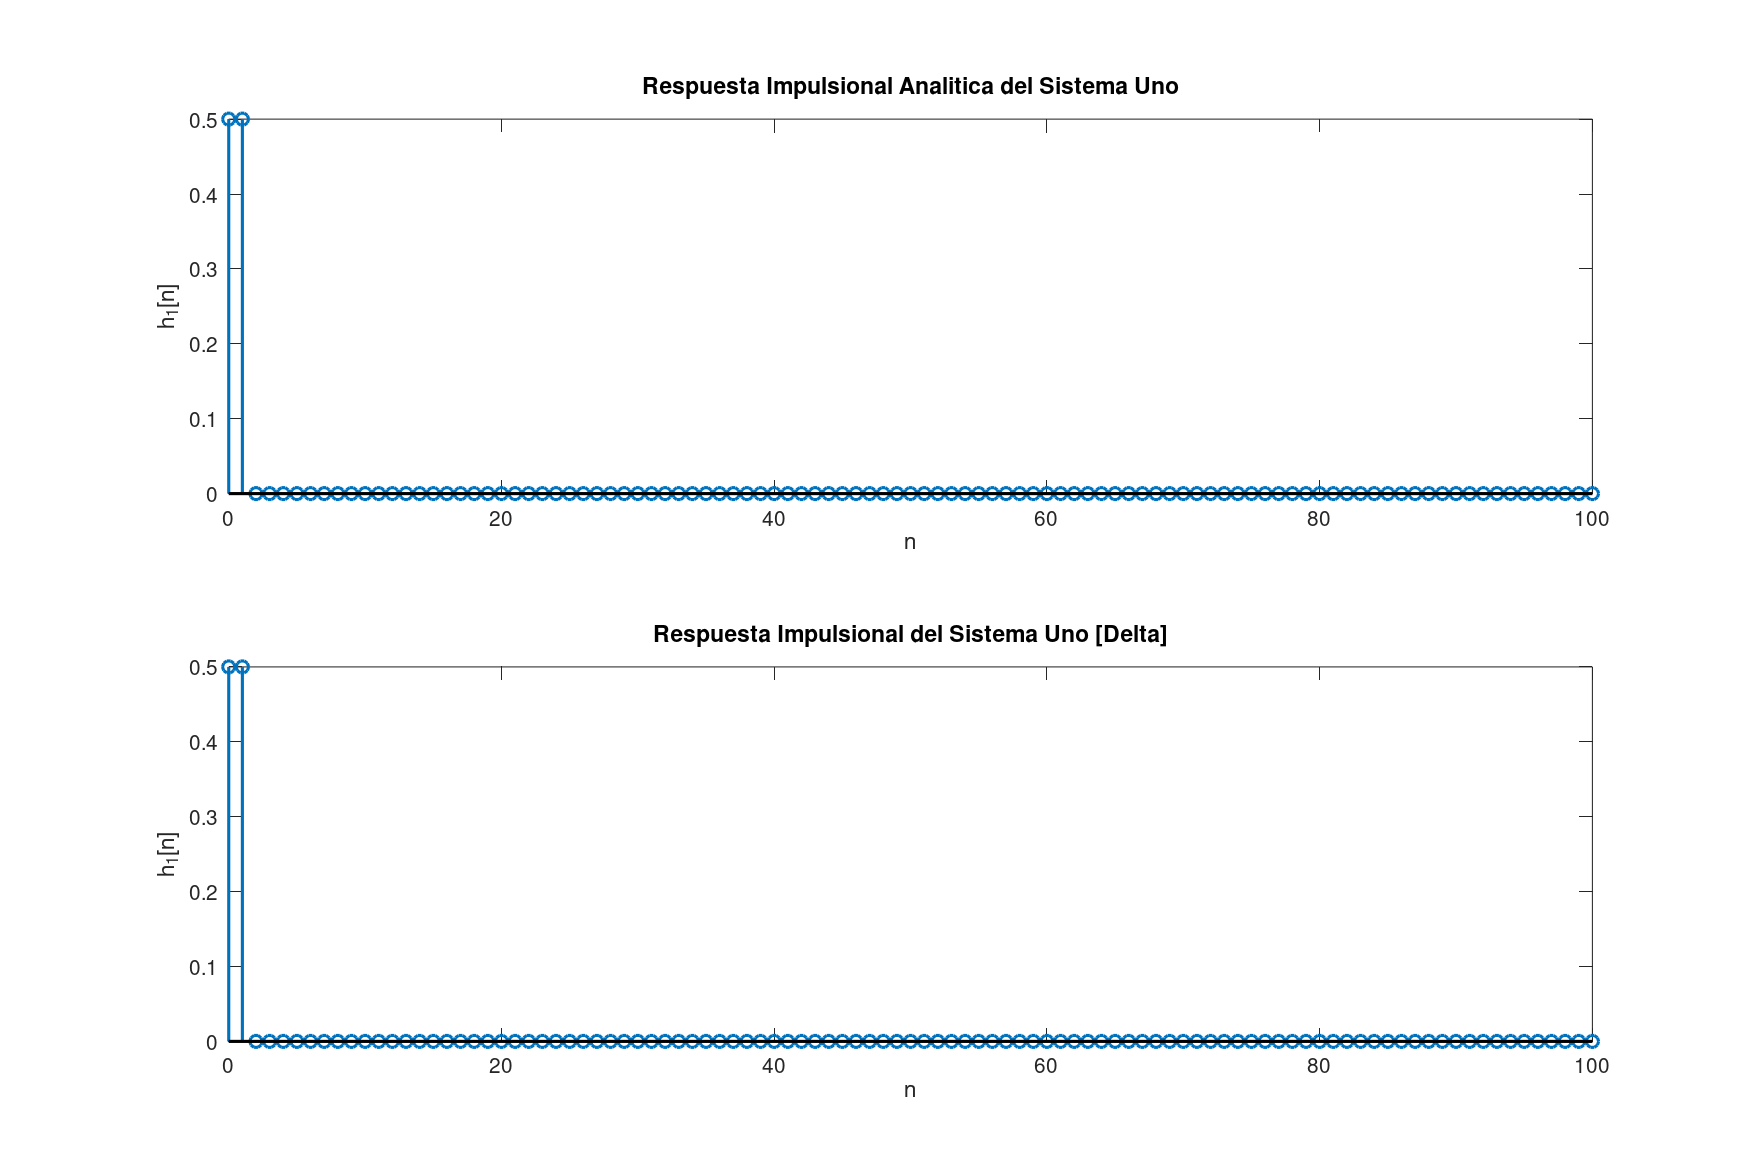 Respuesta Impulsional Analitica del Sistema Uno
0.5
0.4
0.3
0.2
0.1
0
h₁[n]
0 20 40 60 80 100
n
Respuesta Impulsional del Sistema Uno [Delta]
0.5
0.4
0.3
0.2
0.1
0
h₁[n]
0 20 40 60 80 100
n